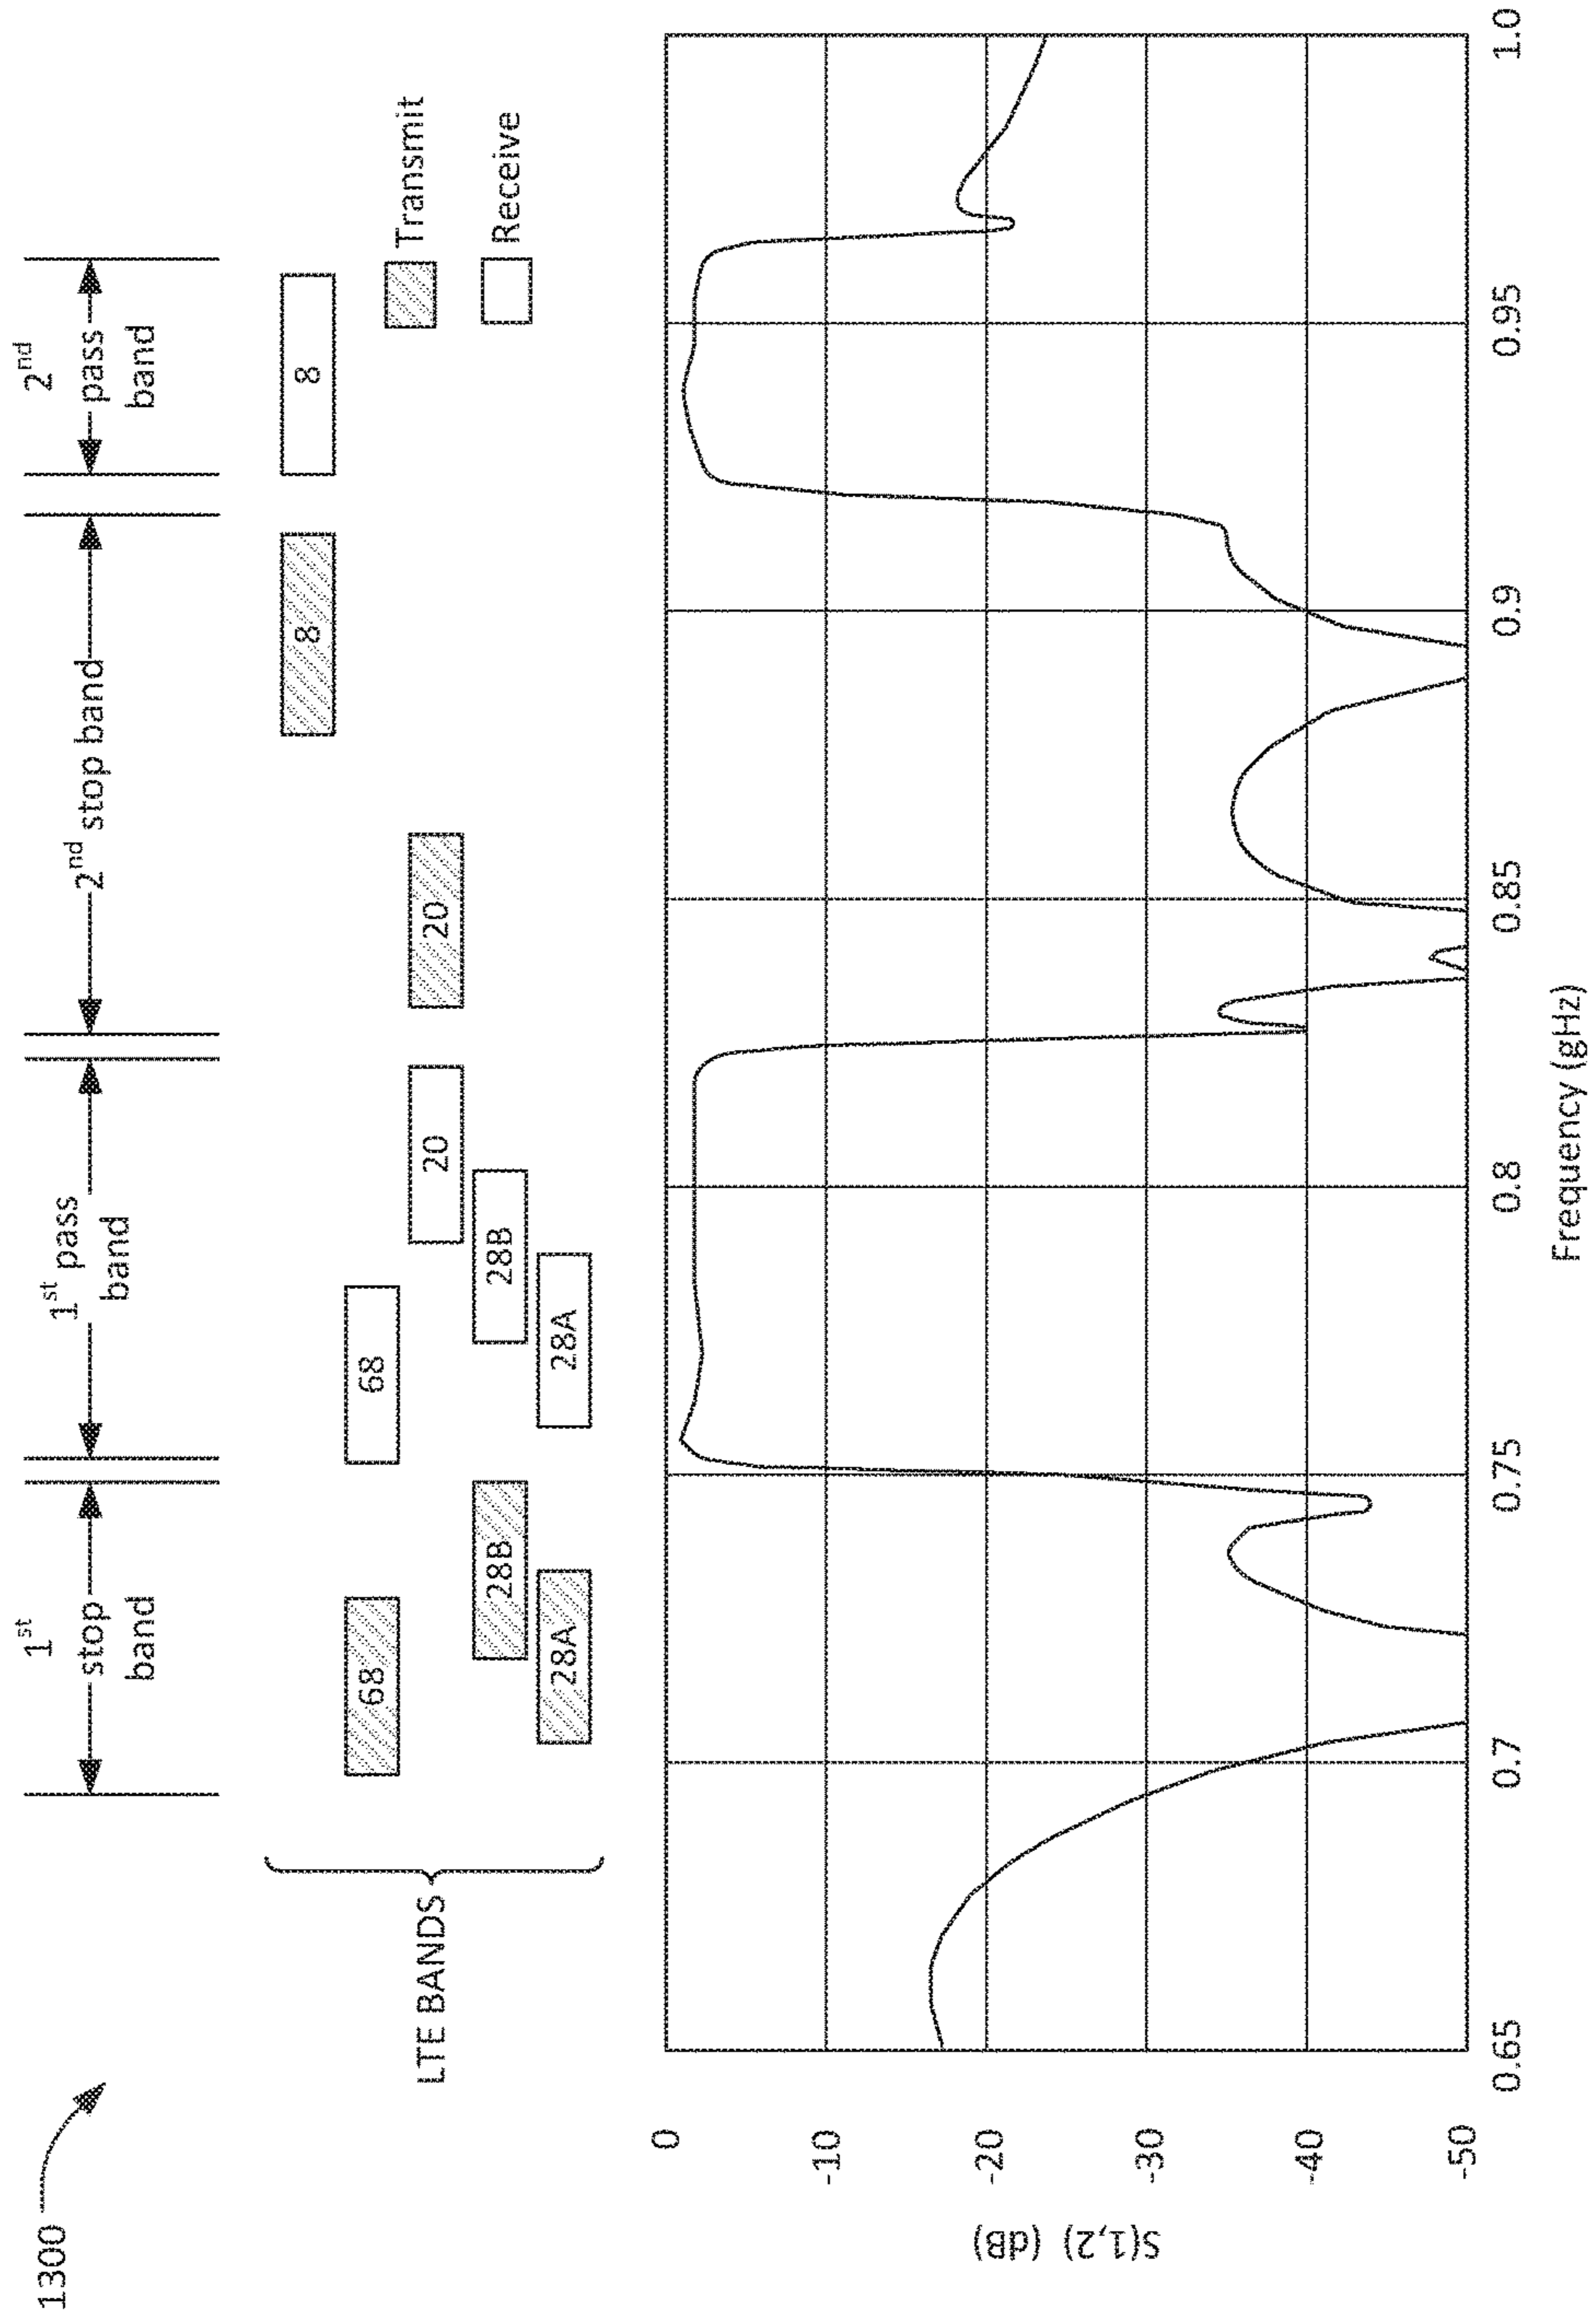 1300
1st
stop
band
1st pass
band
2nd stop band
2nd
pass
band
LTE BANDS
8
8
68
68
20
20
28B
28B
28A
28A
Transmit
Receive
S(1,2) (dB)
0
-10
-20
-30
-40
-50
0.65
0.7
0.75
0.8
0.85
0.9
0.95
1.0
Frequency (gHz)